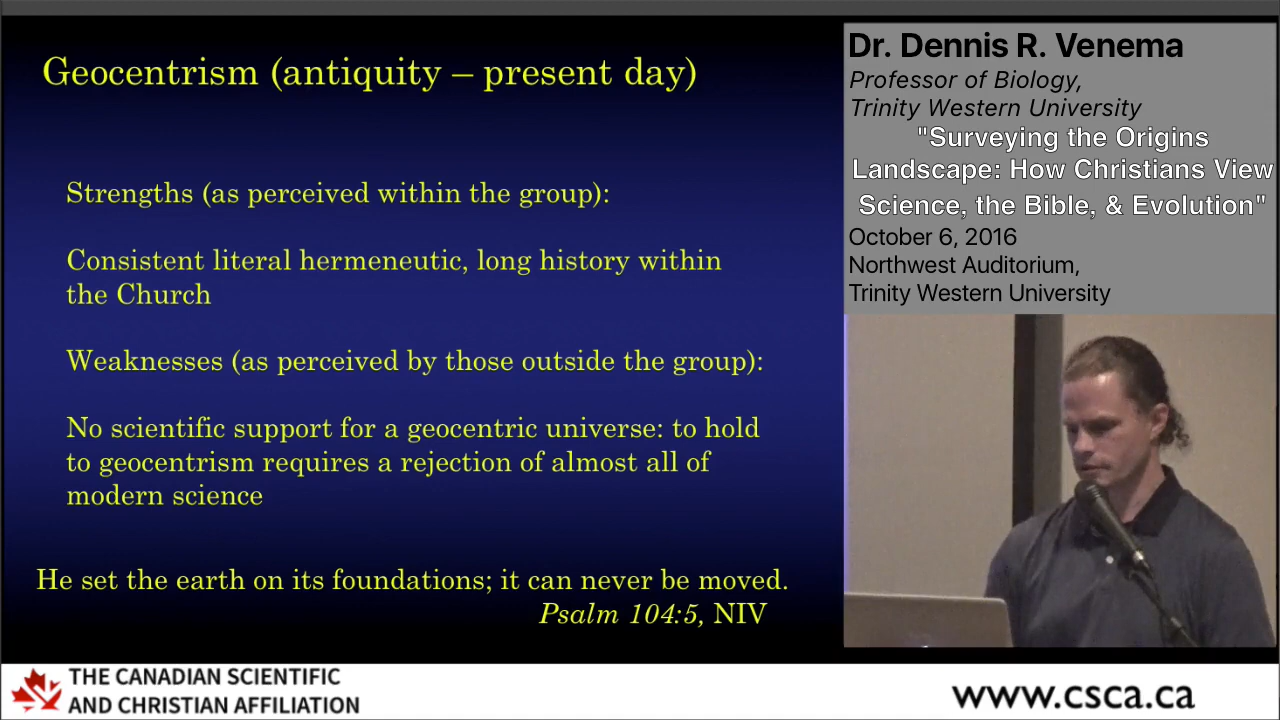 Geocentrism (antiquity – present day)
Strengths (as perceived within the group):
Consistent literal hermeneutic, long history within
the Church
Weaknesses (as perceived by those outside the group):
No scientific support for a geocentric universe: to hold
to geocentrism requires a rejection of almost all of
modern science
He set the earth on its foundations; it can never be moved.
Psalm 104:5, NIV
Dr. Dennis R. Venema
Professor of Biology,
Trinity Western University
"Surveying the Origins
Landscape: How Christians View
Science, the Bible, & Evolution"
October 6, 2016
Northwest Auditorium,
Trinity Western University
THE CANADIAN SCIENTIFIC
AND CHRISTIAN AFFILIATION
www.csca.ca